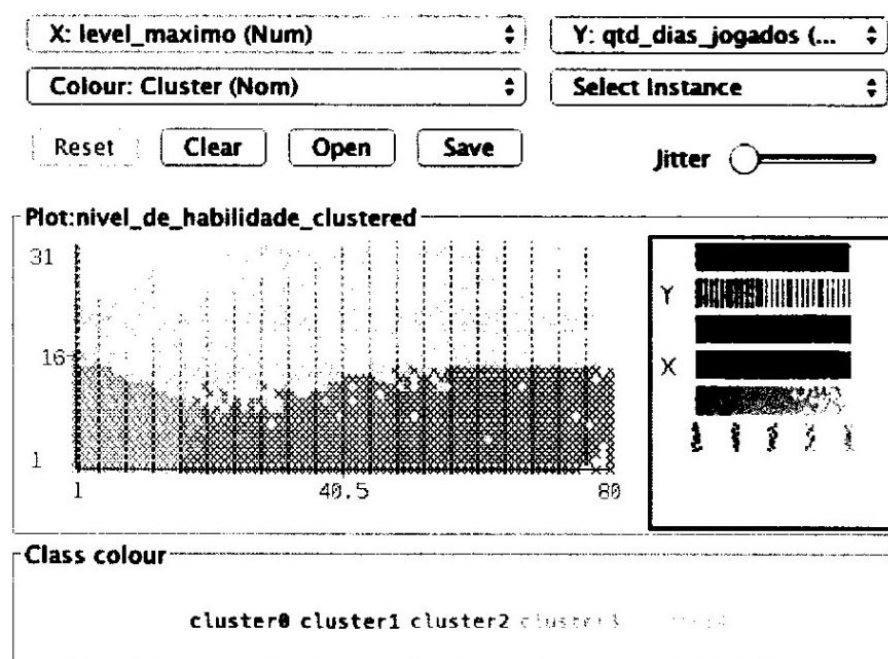 X: level_maximo (Num)
Y: qtd_dias_jogados (...
Colour: Cluster (Nom)
Select Instance
Reset
Clear
Open
Save
Jitter
Plot:nivel_de_habilidade_clustered
31
16
1
1
40.5
80
Y
X
Class colour
cluster0 cluster1 cluster2 cluster3